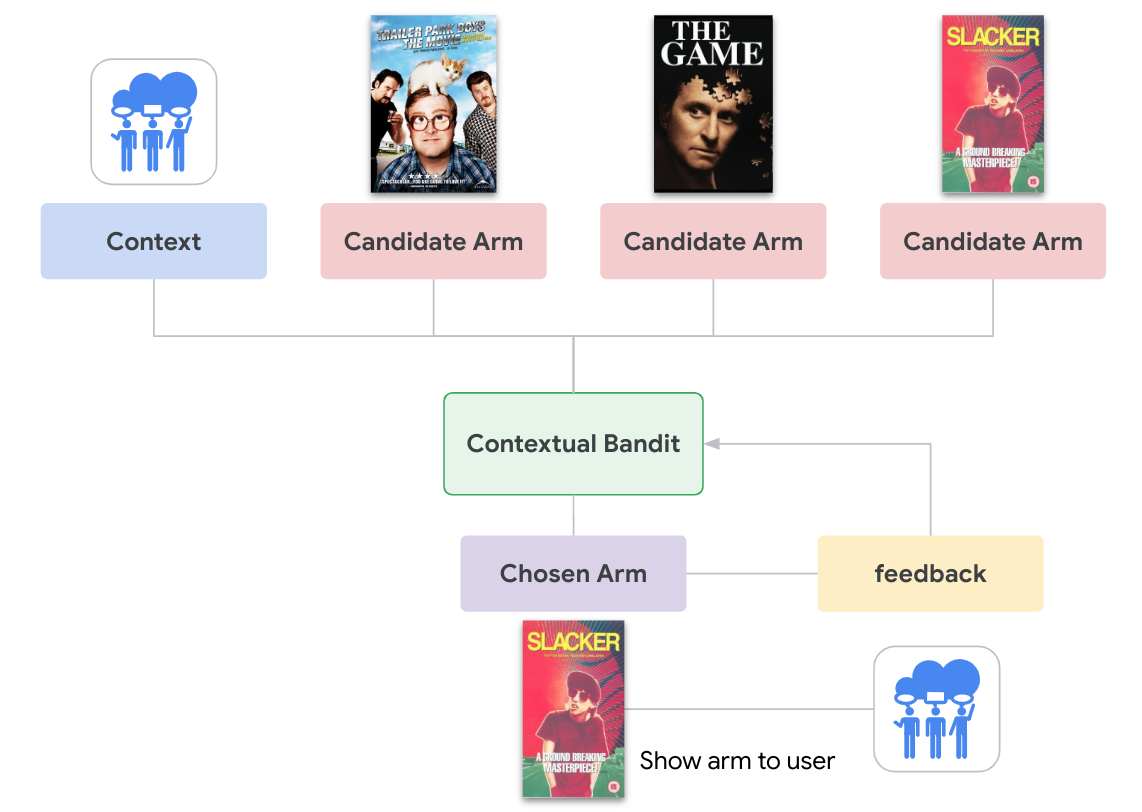 TRAILER PARK BOYS
THE MOVIE
THE
GAME
SLACKER
A GROUND BREAKING
MASTERPIECE!
Context
Candidate Arm
Candidate Arm
Candidate Arm
Contextual Bandit
Chosen Arm
feedback
SLACKER
A GROUND BREAKING
MASTERPIECE!
Show arm to user